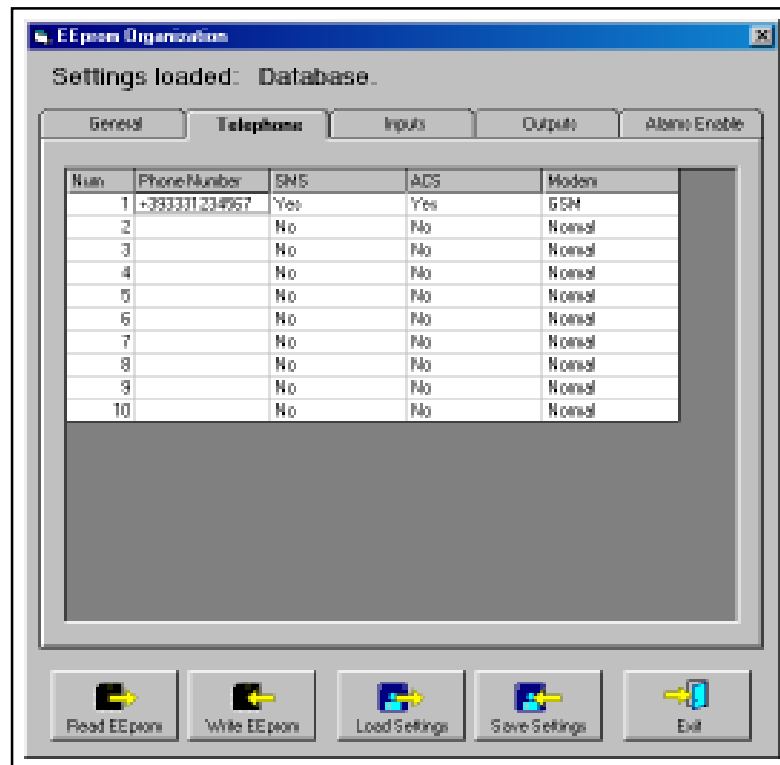 EEprom Organization
Settings loaded: Database.
General Telephone Inputs Outputs Alarms Enable
Num Phone Number SMS ACS Modem
1 +393331234567 Yes Yes GSM
2 No No Normal
3 No No Normal
4 No No Normal
5 No No Normal
6 No No Normal
7 No No Normal
8 No No Normal
9 No No Normal
10 No No Normal
Read EEprom Write EEprom Load Settings Save Settings Exit